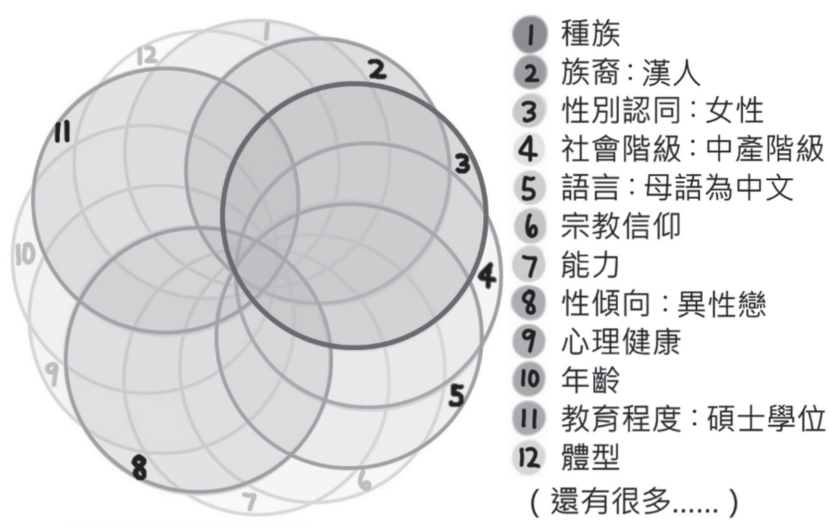 1
12
2
11
3
10
4
9
5
8
6
7
1 種族
2 族裔：漢人
3 性別認同：女性
4 社會階級：中產階級
5 語言：母語為中文
6 宗教信仰
7 能力
8 性傾向：異性戀
9 心理健康
10 年齡
11 教育程度：碩士學位
12 體型
（還有很多......）